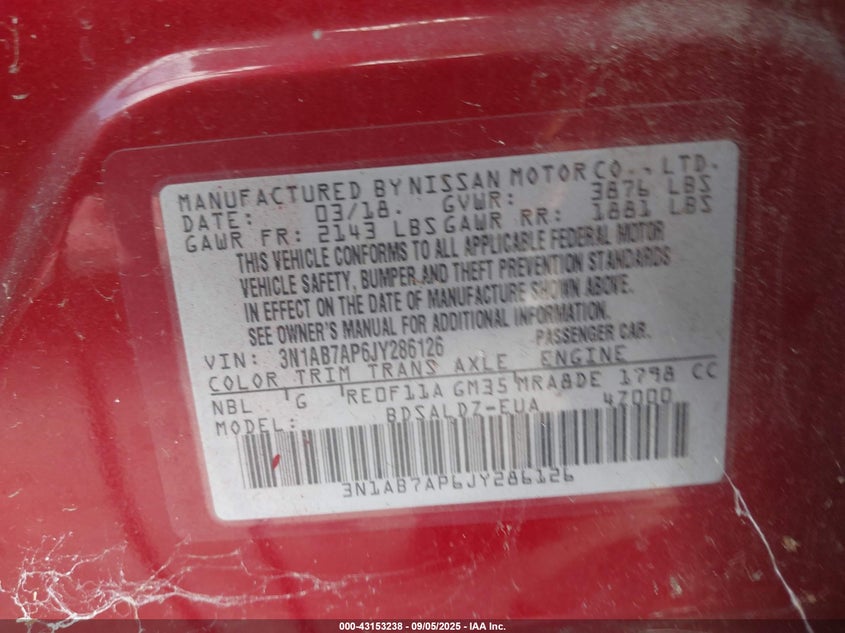 MANUFACTURED BY NISSAN MOTOR CO., LTD.
DATE: 03/18. GVWR: 3876 LBS
GAWR FR: 2143 LBS GAWR RR: 1881 LBS
THIS VEHICLE CONFORMS TO ALL APPLICABLE FEDERAL MOTOR
VEHICLE SAFETY, BUMPER AND THEFT PREVENTION STANDARDS
IN EFFECT ON THE DATE OF MANUFACTURE SHOWN ABOVE.
SEE OWNER'S MANUAL FOR ADDITIONAL INFORMATION.
VIN: 3N1AB7AP6JY286126 PASSENGER CAR.
COLOR TRIM TRANS AXLE ENGINE
NBL G RE0F11A GM35 MRA8DE 1798 CC
MODEL: BDSALDZ-EUA 47000
3N1AB7AP6JY286126
000-43153238 - 09/05/2025 - IAA Inc.